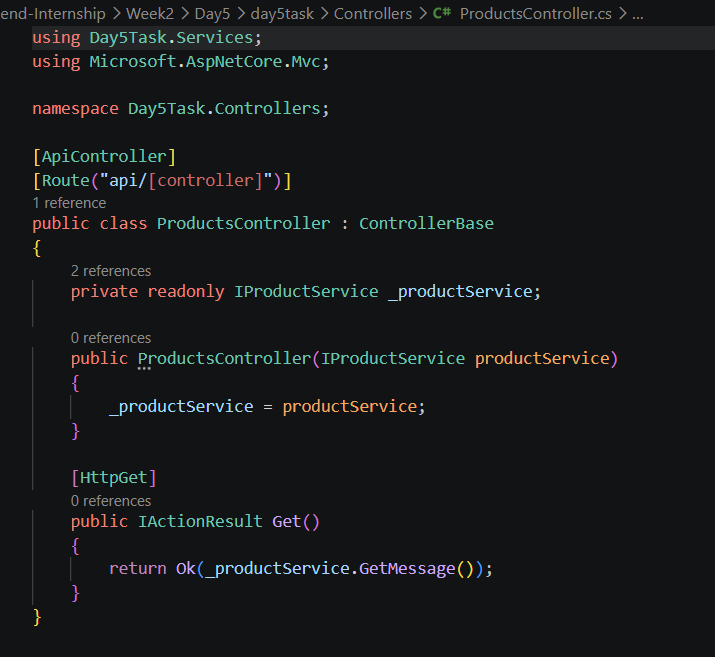 end-Internship > Week2 > Day5 > day5task > Controllers > C# ProductsController.cs > ...
using Day5Task.Services;
using Microsoft.AspNetCore.Mvc;
namespace Day5Task.Controllers;
[ApiController]
[Route("api/[controller]")]
1 reference
public class ProductsController : ControllerBase
{
2 references
private readonly IProductService _productService;
0 references
public ProductsController(IProductService productService)
{
_productService = productService;
}
[HttpGet]
0 references
public IActionResult Get()
{
return Ok(_productService.GetMessage());
}
}